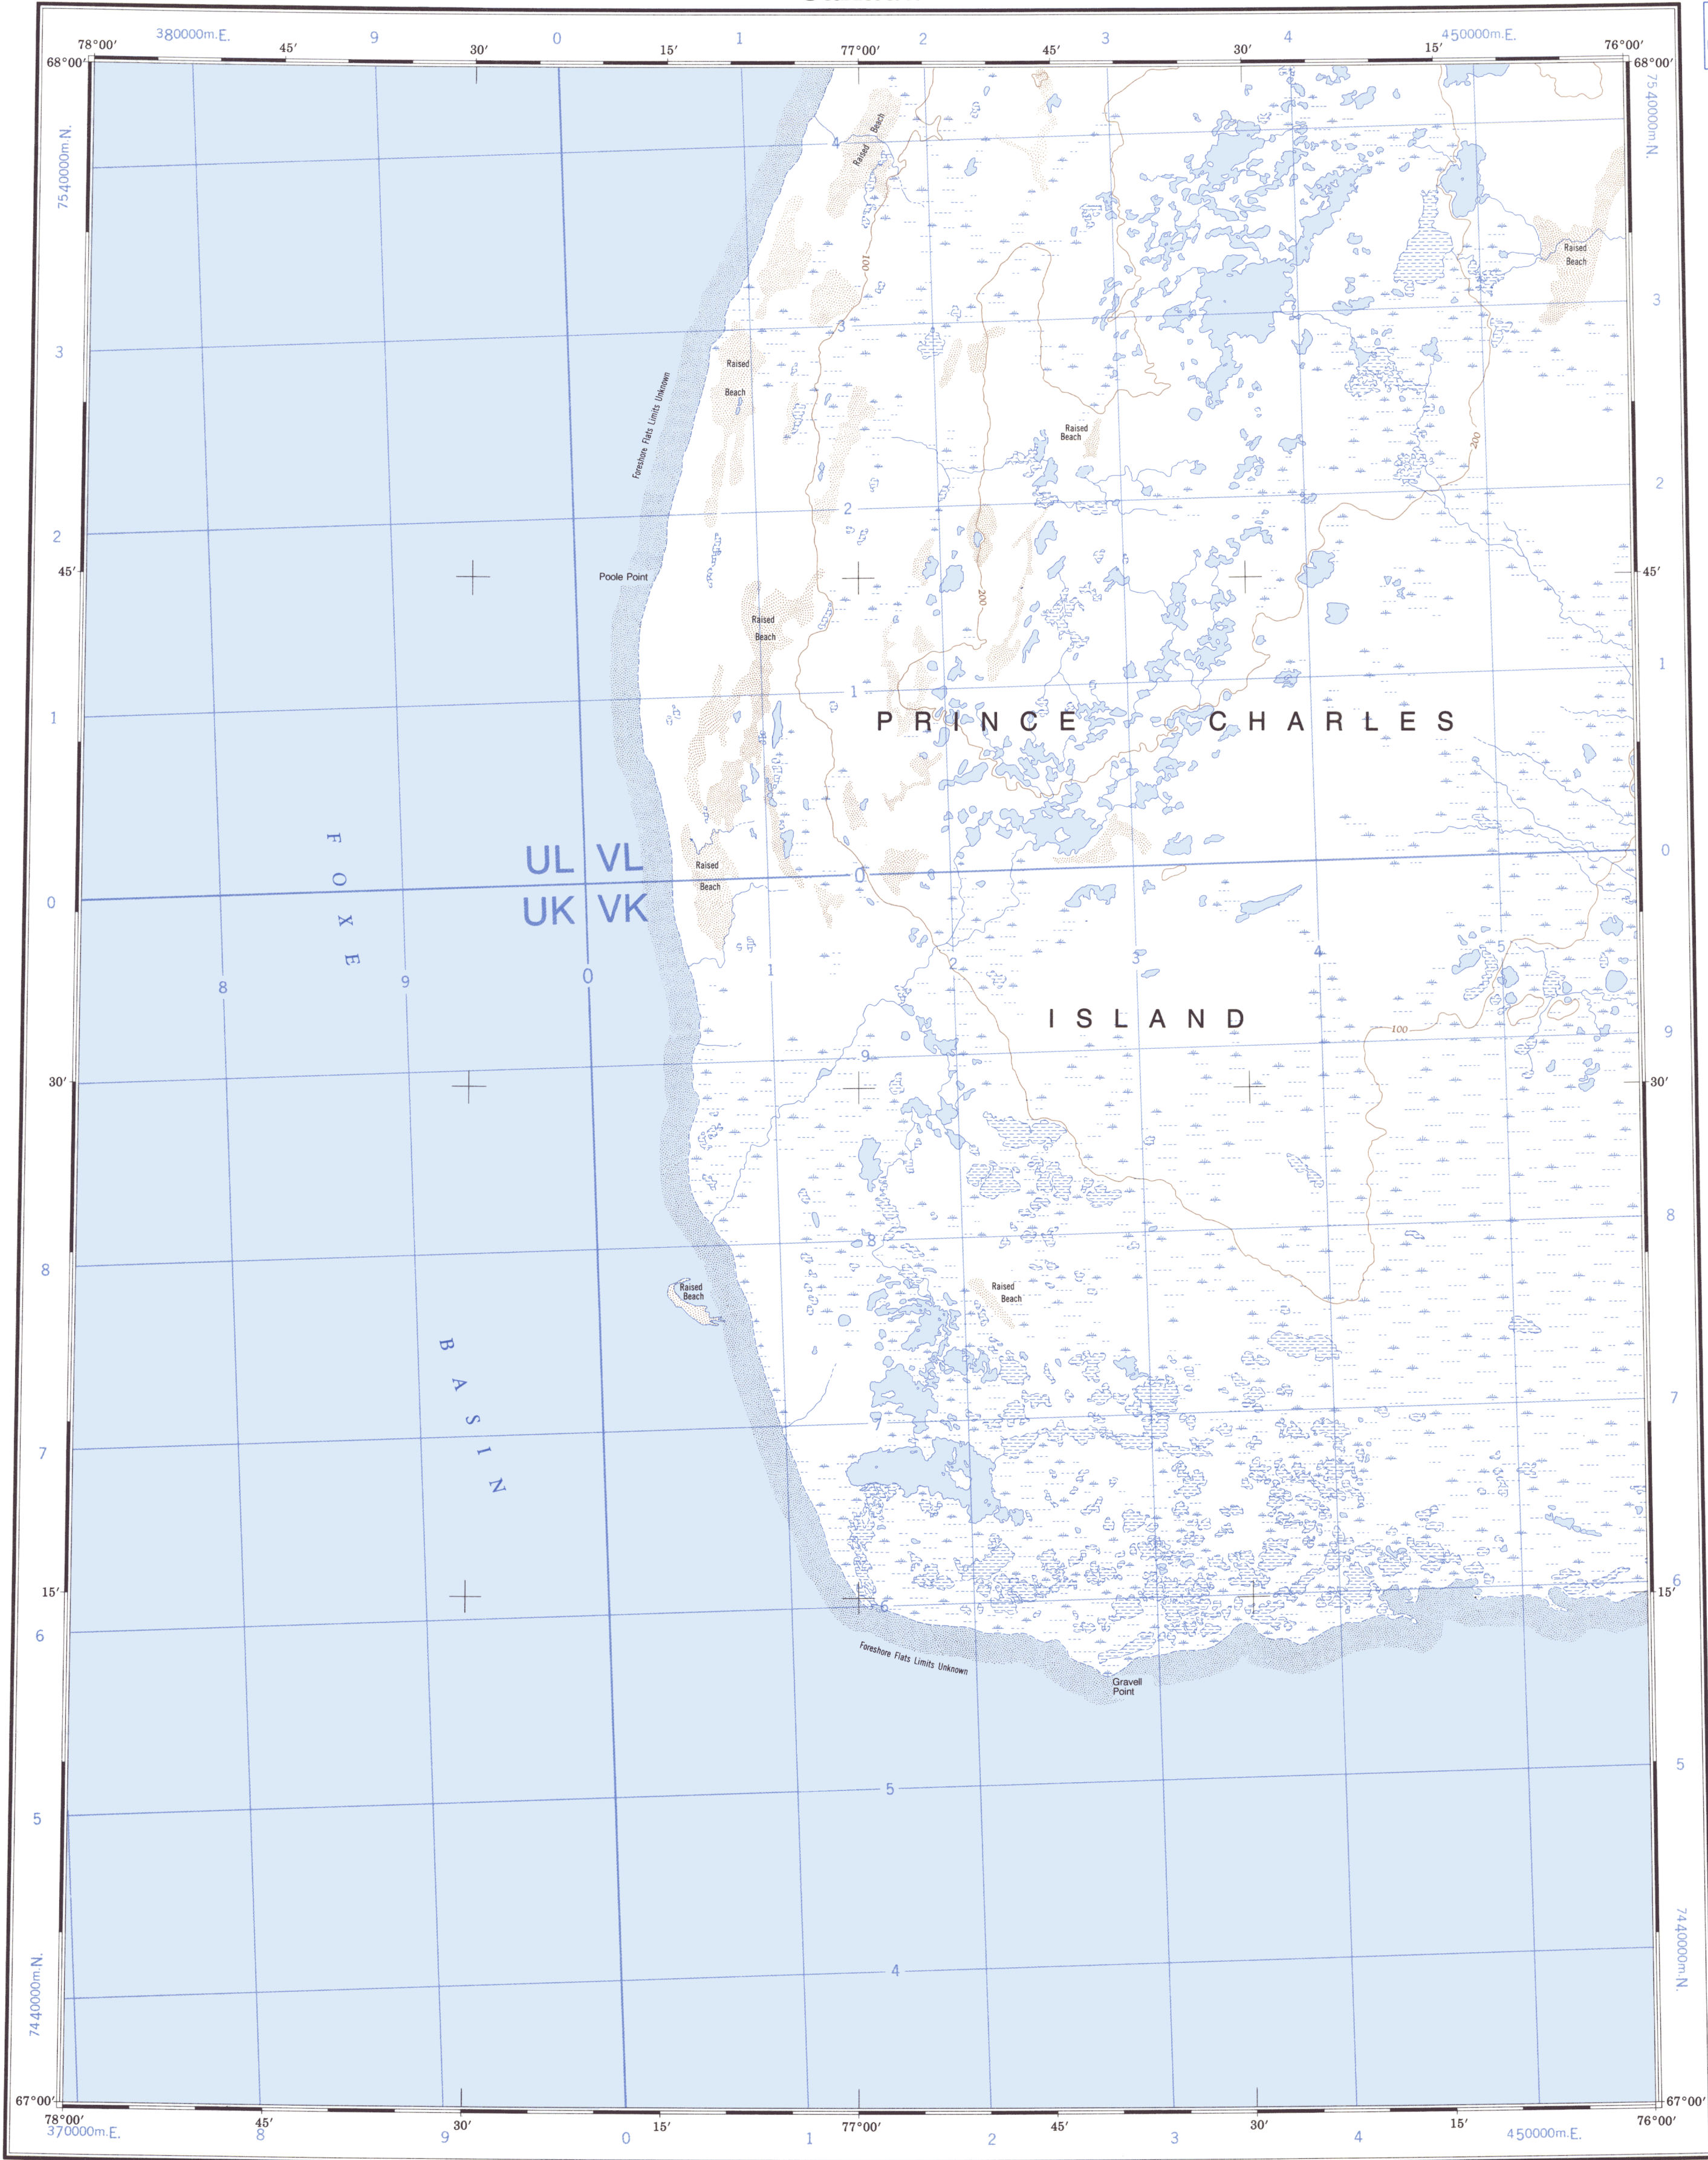 380000m.E. 9 0 1 2 3 4 450000m.E.
78°00′ 45′ 30′ 15′ 77°00′ 45′ 30′ 15′ 76°00′
68°00′ 68°00′
7540000m.N. 7540000m.N.
4
Raised Beach
Raised
Beach
100
3 3 3
Raised
Beach
Foreshore Flats Limits Unknown
Raised
Beach
200
2 2 2
45′ 45′
Poole Point
200
Raised
Beach
1 1 1
PRINCE CHARLES
FOXE
UL VL
UK VK
Raised
Beach
0 0 0
8 9 0 1 2 3 4 5
ISLAND
100
9 9
30′ 30′
8 8 8
Raised
Beach
Raised
Beach
BASIN
7 7 7
15′ 15′
6 6 6
Foreshore Flats Limits Unknown
Gravell
Point
5 5 5
4
7440000m.N. 7440000m.N.
67°00′ 67°00′
78°00′ 45′ 30′ 15′ 77°00′ 45′ 30′ 15′ 76°00′
370000m.E. 8 9 0 1 2 3 4 450000m.E.